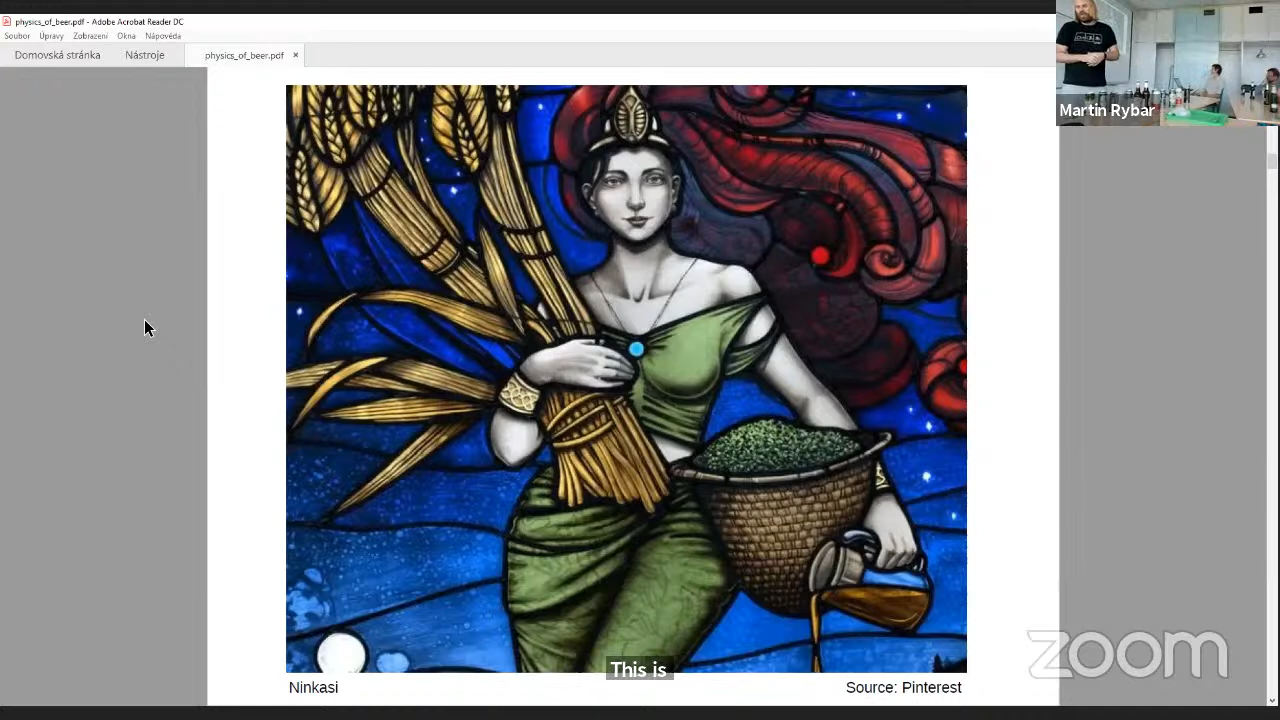 physics_of_beer.pdf - Adobe Acrobat Reader DC
Soubor Úpravy Zobrazení Okna Nápověda
Domovská stránka Nástroje physics_of_beer.pdf ×
Martin Rybar
This is
Ninkasi Source: Pinterest
zoom